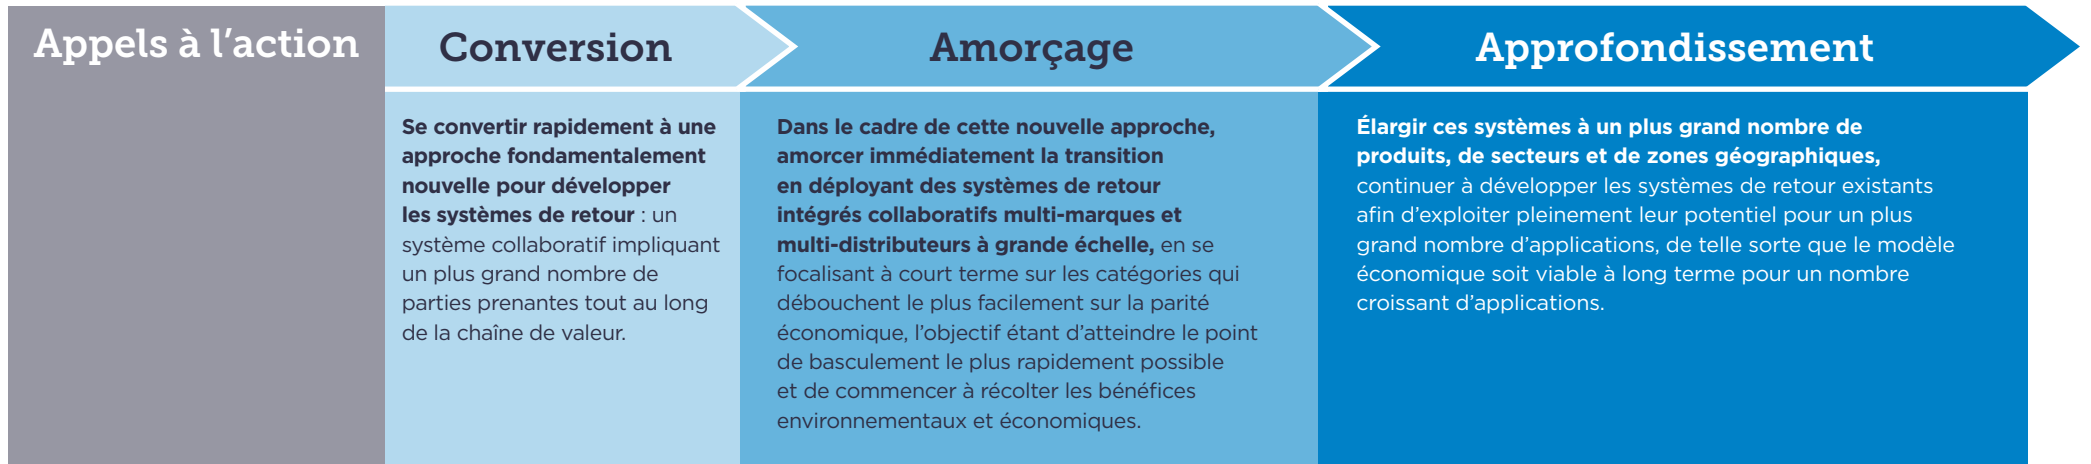 Appels à l’action
Conversion
Amorçage
Approfondissement
Se convertir rapidement à une
approche fondamentalement
nouvelle pour développer
les systèmes de retour : un
système collaboratif impliquant
un plus grand nombre de
parties prenantes tout au long
de la chaîne de valeur.
Dans le cadre de cette nouvelle approche,
amorcer immédiatement la transition
en déployant des systèmes de retour
intégrés collaboratifs multi-marques et
multi-distributeurs à grande échelle, en se
focalisant à court terme sur les catégories qui
débouchent le plus facilement sur la parité
économique, l’objectif étant d’atteindre le point
de basculement le plus rapidement possible
et de commencer à récolter les bénéfices
environnementaux et économiques.
Élargir ces systèmes à un plus grand nombre de
produits, de secteurs et de zones géographiques,
continuer à développer les systèmes de retour existants
afin d’exploiter pleinement leur potentiel pour un plus
grand nombre d’applications, de telle sorte que le modèle
économique soit viable à long terme pour un nombre
croissant d’applications.